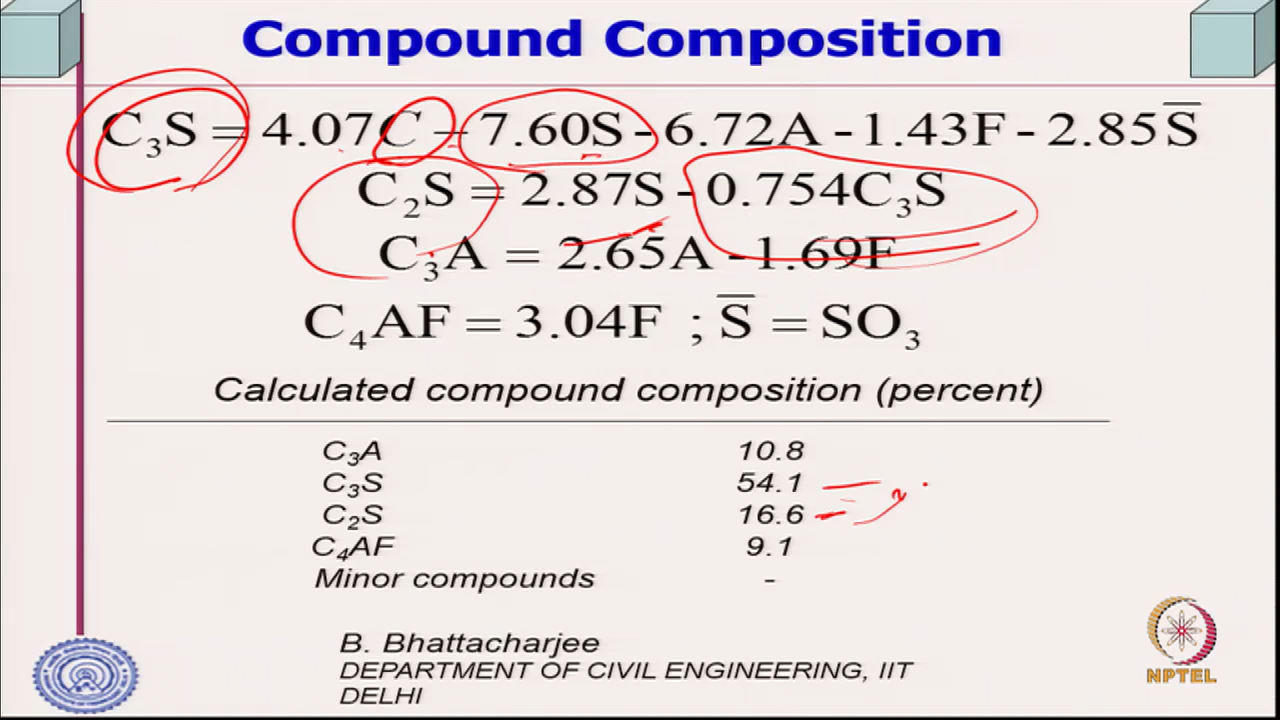 Compound Composition
C₃S = 4.07C - 7.60S - 6.72A - 1.43F - 2.85S̅
C₂S = 2.87S - 0.754C₃S
C₃A = 2.65A - 1.69F
C₄AF = 3.04F ; S̅ = SO₃
Calculated compound composition (percent)
C₃A 10.8
C₃S 54.1
C₂S 16.6
C₄AF 9.1
Minor compounds -
B. Bhattacharjee
DEPARTMENT OF CIVIL ENGINEERING, IIT
DELHI
NPTEL